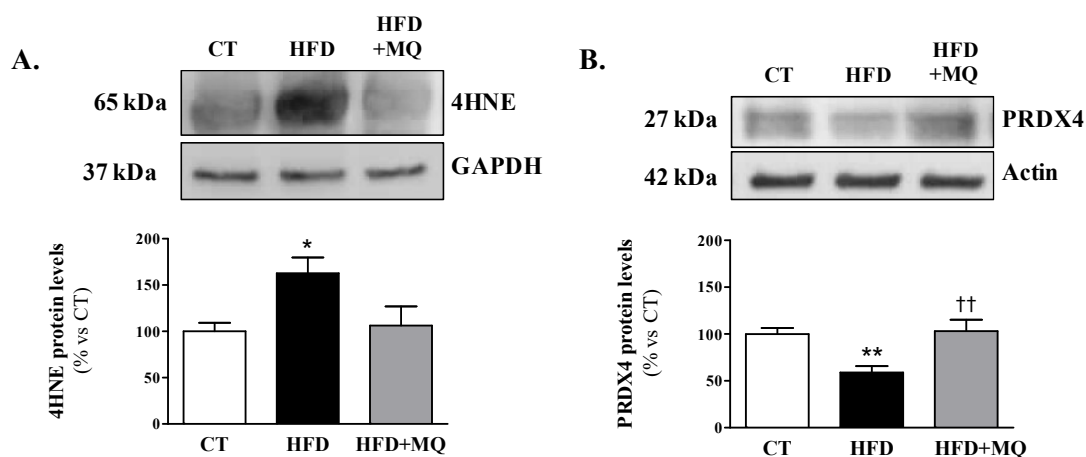 A.
CT HFD HFD
+MQ
65 kDa 4HNE
37 kDa GAPDH
4HNE protein levels
(% vs CT)
200
150
100
50
0
*
CT HFD HFD+MQ
B.
CT HFD HFD
+MQ
27 kDa PRDX4
42 kDa Actin
PRDX4 protein levels
(% vs CT)
200
150
100
50
0
**
††
CT HFD HFD+MQ